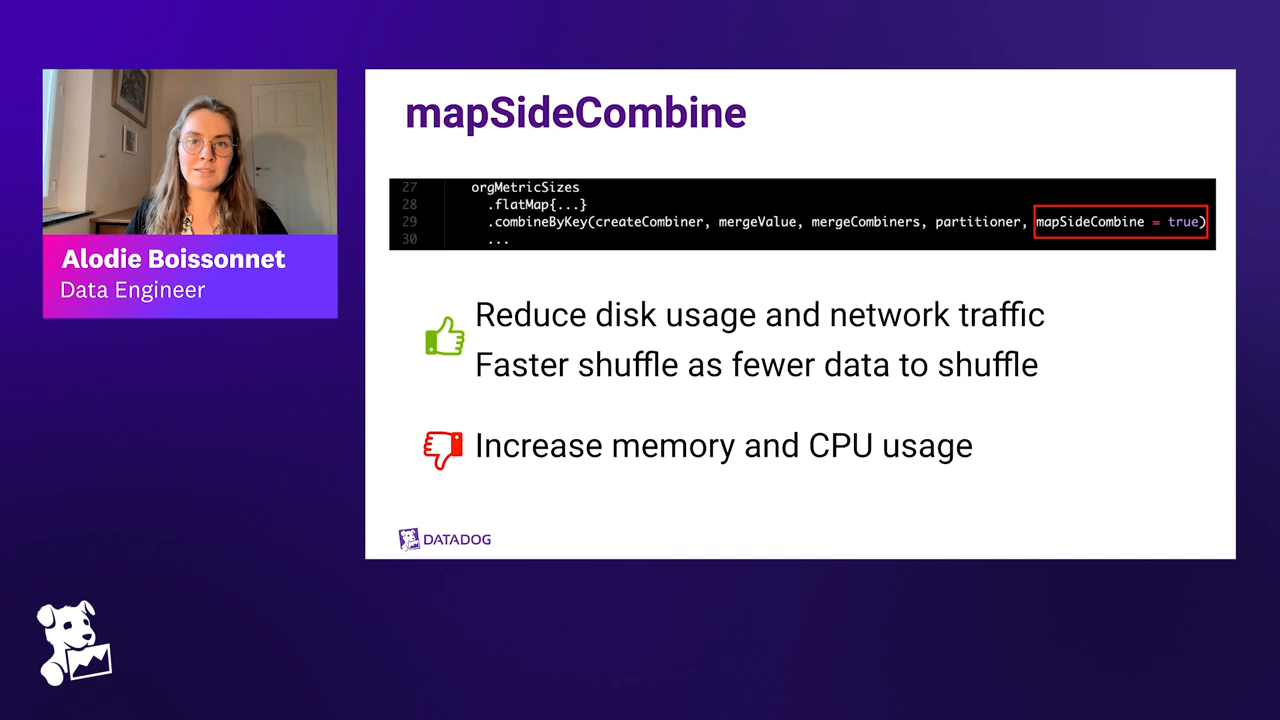 mapSideCombine
27 orgMetricSizes
28 .flatMap{...}
29 .combineByKey(createCombiner, mergeValue, mergeCombiners, partitioner, mapSideCombine = true)
30 ...
Alodie Boissonnet
Data Engineer
Reduce disk usage and network traffic
Faster shuffle as fewer data to shuffle
Increase memory and CPU usage
DATADOG